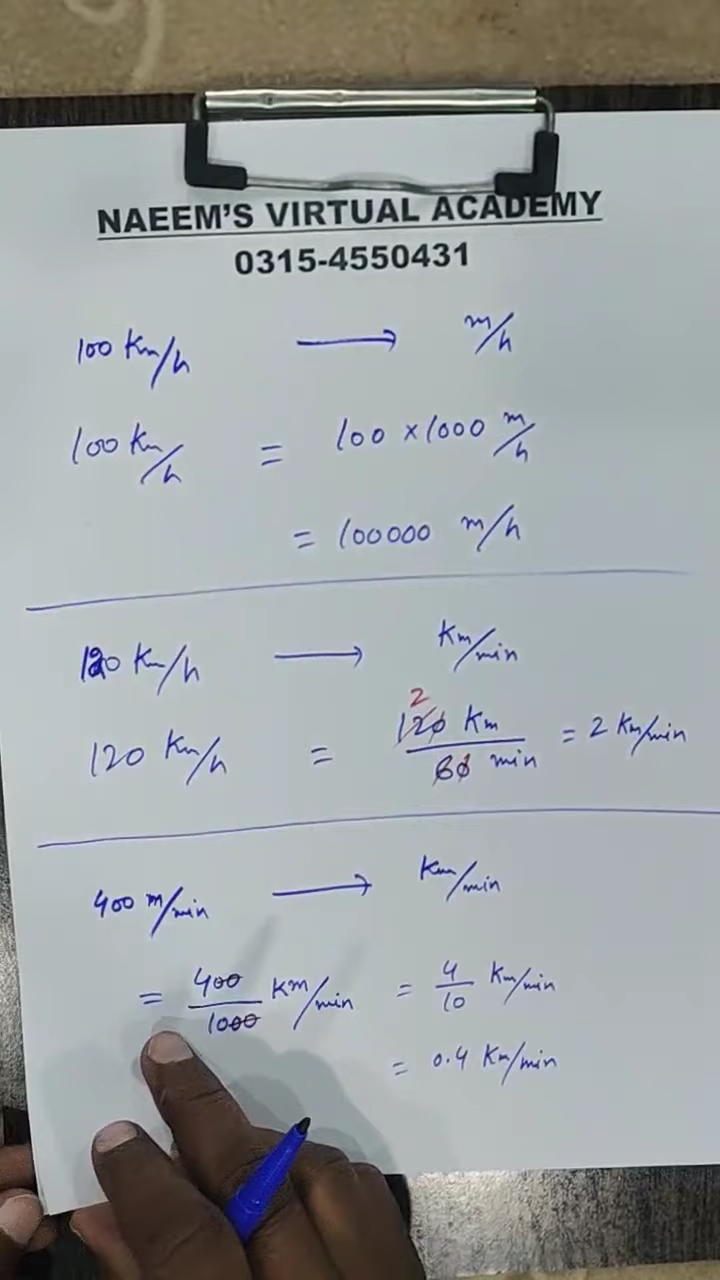 NAEEM'S VIRTUAL ACADEMY
0315-4550431
100 Km/h ⟶ m/h
100 Km/h = 100 × 1000 m/h
= 100000 m/h
120 Km/h ⟶ Km/min
2
120 Km/h = 120 Km / 60 min = 2 Km/min
400 m/min ⟶ Km/min
= 400/1000 Km/min = 4/10 Km/min
= 0.4 Km/min